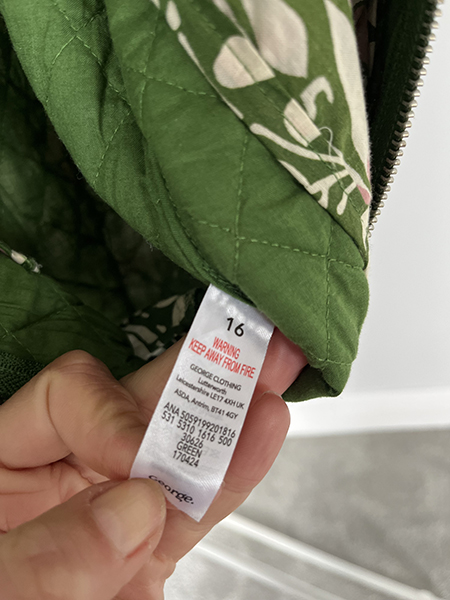 16
WARNING
KEEP AWAY FROM FIRE
GEORGE CLOTHING
Lutterworth
Leicestershire LE17 4XH UK
ASDA, Antrim, BT41 4GY
ANA 5059199201816
531 5310 1616 500
30626
GREEN
170424
George.